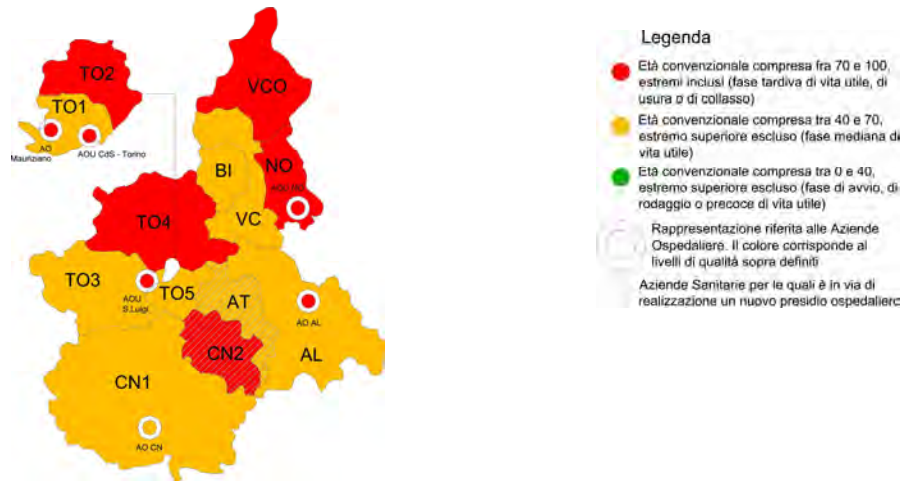 TO2
TO1
AO
Mauriziano
AOU CdS - Torino
VCO
BI
NO
AOU NO
VC
TO4
TO3
AOU
S.Luigi
TO5
AT
AO AL
AL
CN2
CN1
AO CN
Legenda
Età convenzionale compresa fra 70 e 100,
estremi inclusi (fase tardiva di vita utile, di
usura o di collasso)
Età convenzionale compresa tra 40 e 70,
estremo superiore escluso (fase mediana de
vita utile)
Età convenzionale compresa tra 0 e 40,
estremo superiore escluso (fase di avvio, di
rodaggio o precoce di vita utile)
Rappresentazione riferita alle Aziende
Ospedaliere. Il colore corrisponde ai
livelli di qualità sopra definiti
Aziende Sanitarie per le quali è in via di
realizzazione un nuovo presidio ospedaliero